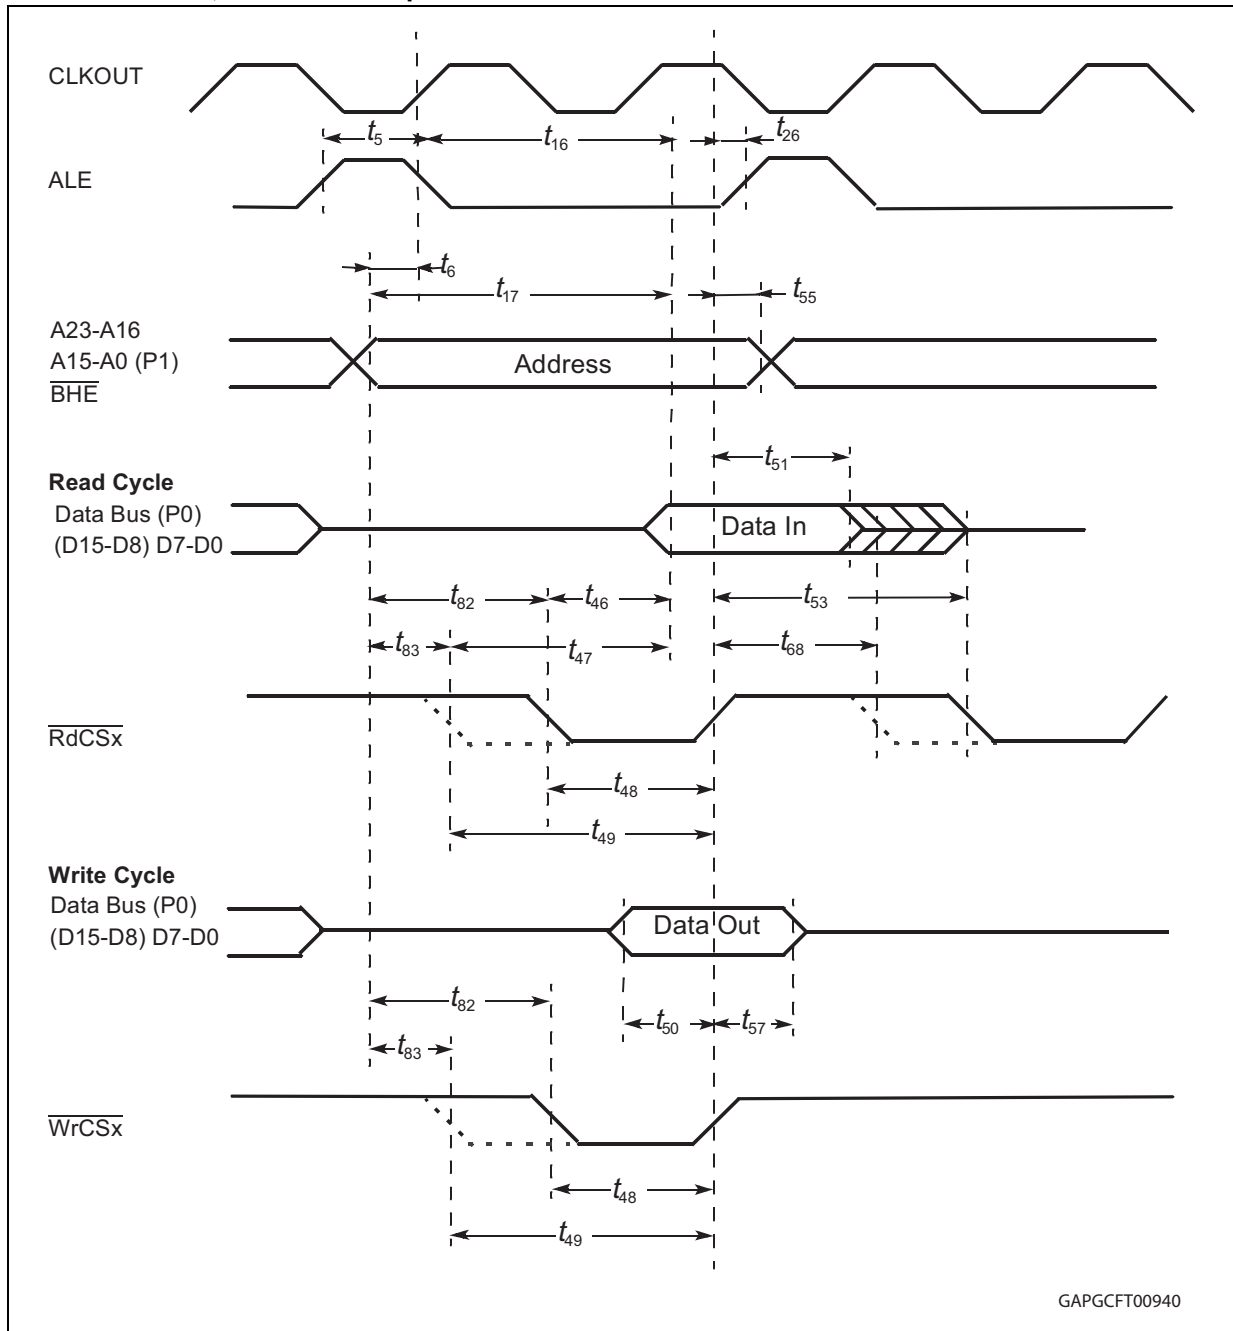 CLKOUT
t5
t16
t26
ALE
t6
t17
t55
A23-A16
A15-A0 (P1)
BHE
Address
t51
Read Cycle
Data Bus (P0)
(D15-D8) D7-D0
Data In
t82
t46
t53
t83
t47
t68
RdCSx
t48
t49
Write Cycle
Data Bus (P0)
(D15-D8) D7-D0
Data Out
t82
t50
t57
t83
WrCSx
t48
t49
GAPGCFT00940